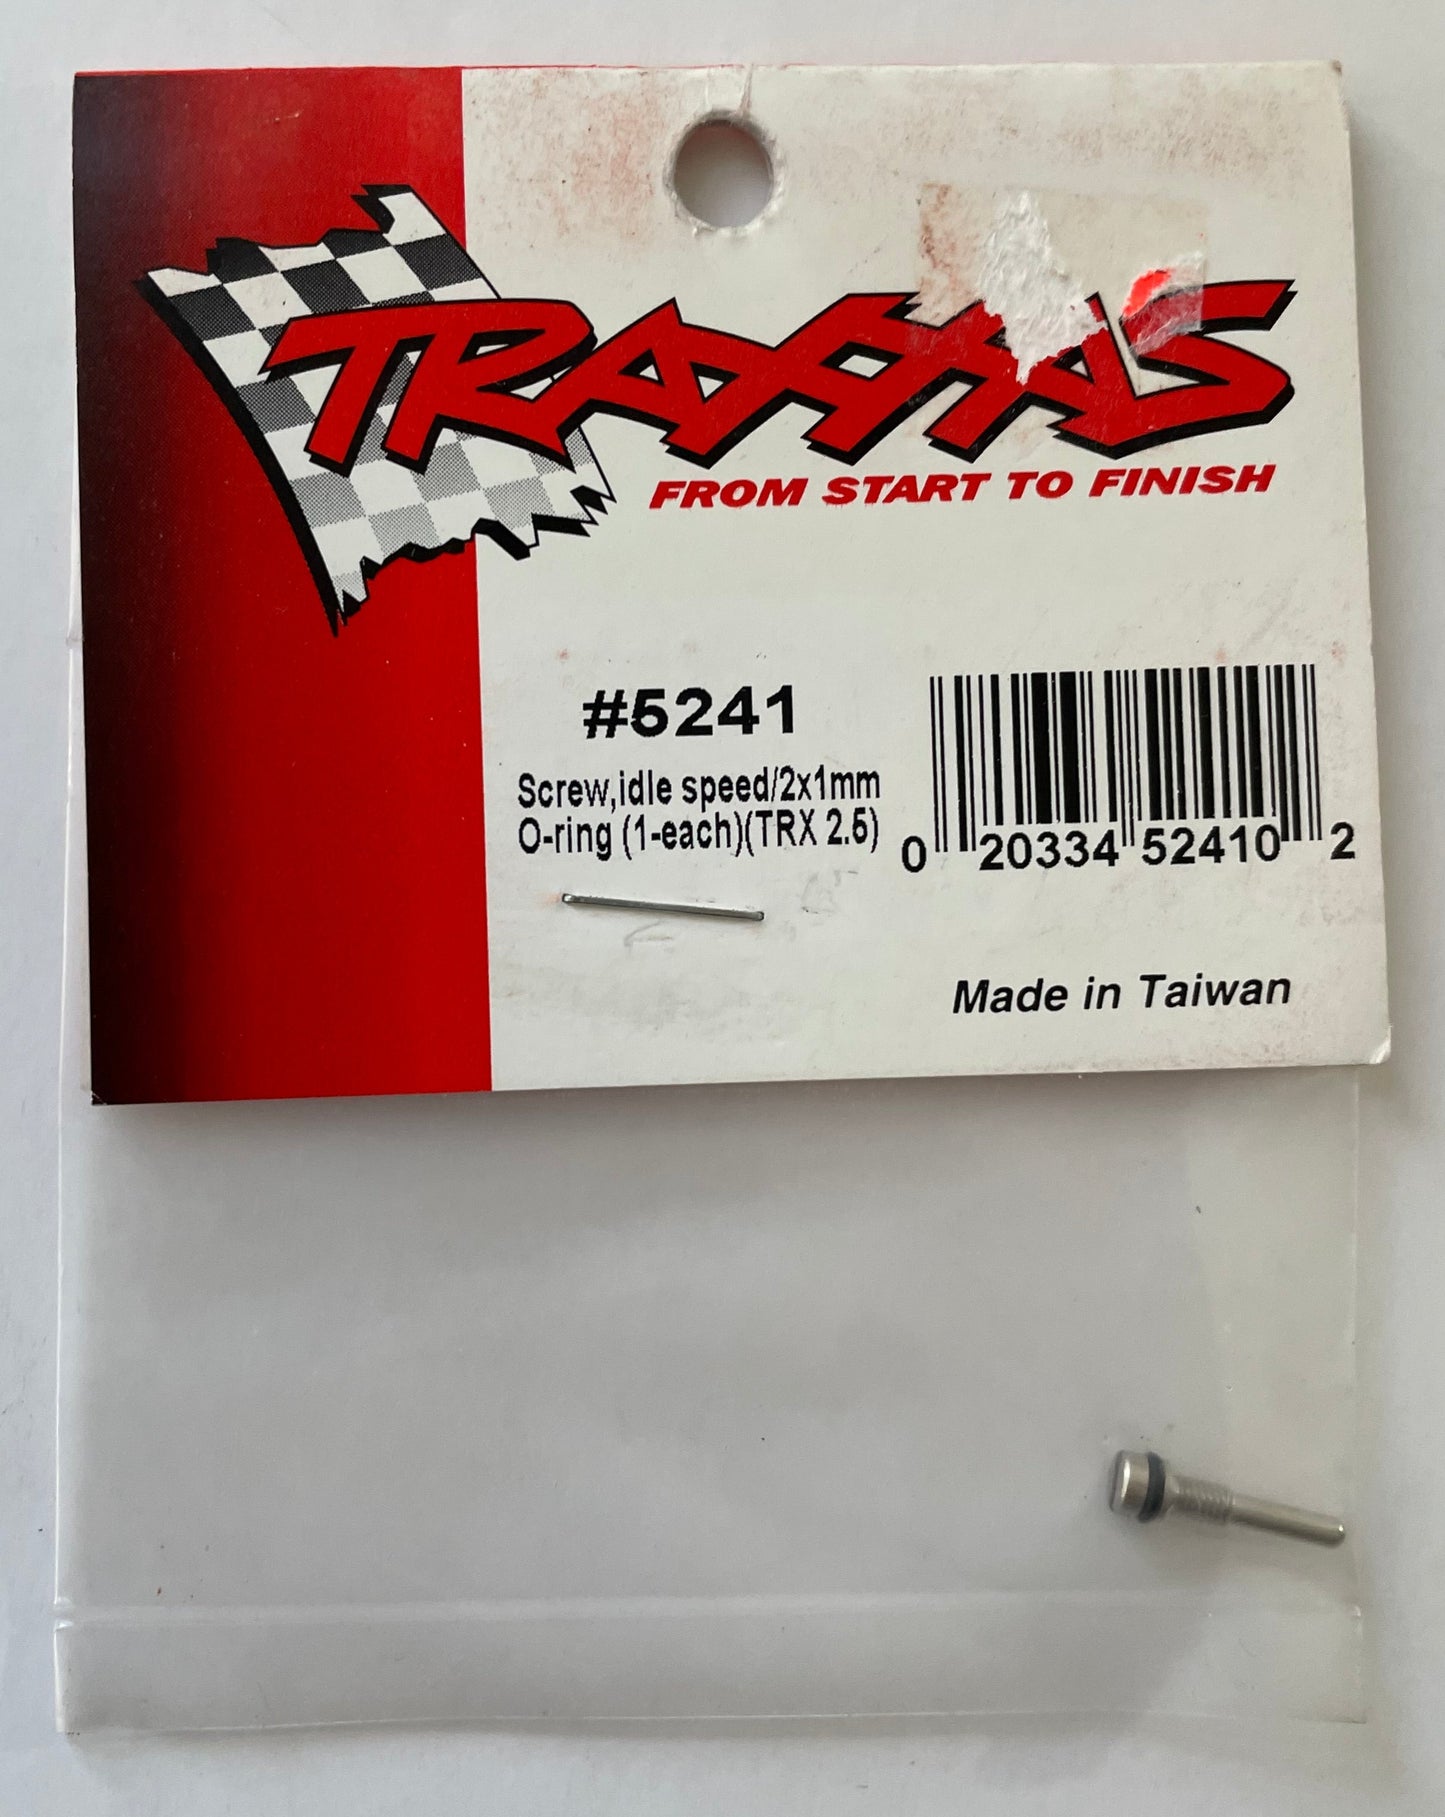 TRAXXAS
FROM START TO FINISH
#5241
Screw,idle speed/2x1mm
O-ring (1-each)(TRX 2.5)
0 20334 52410 2
Made in Taiwan